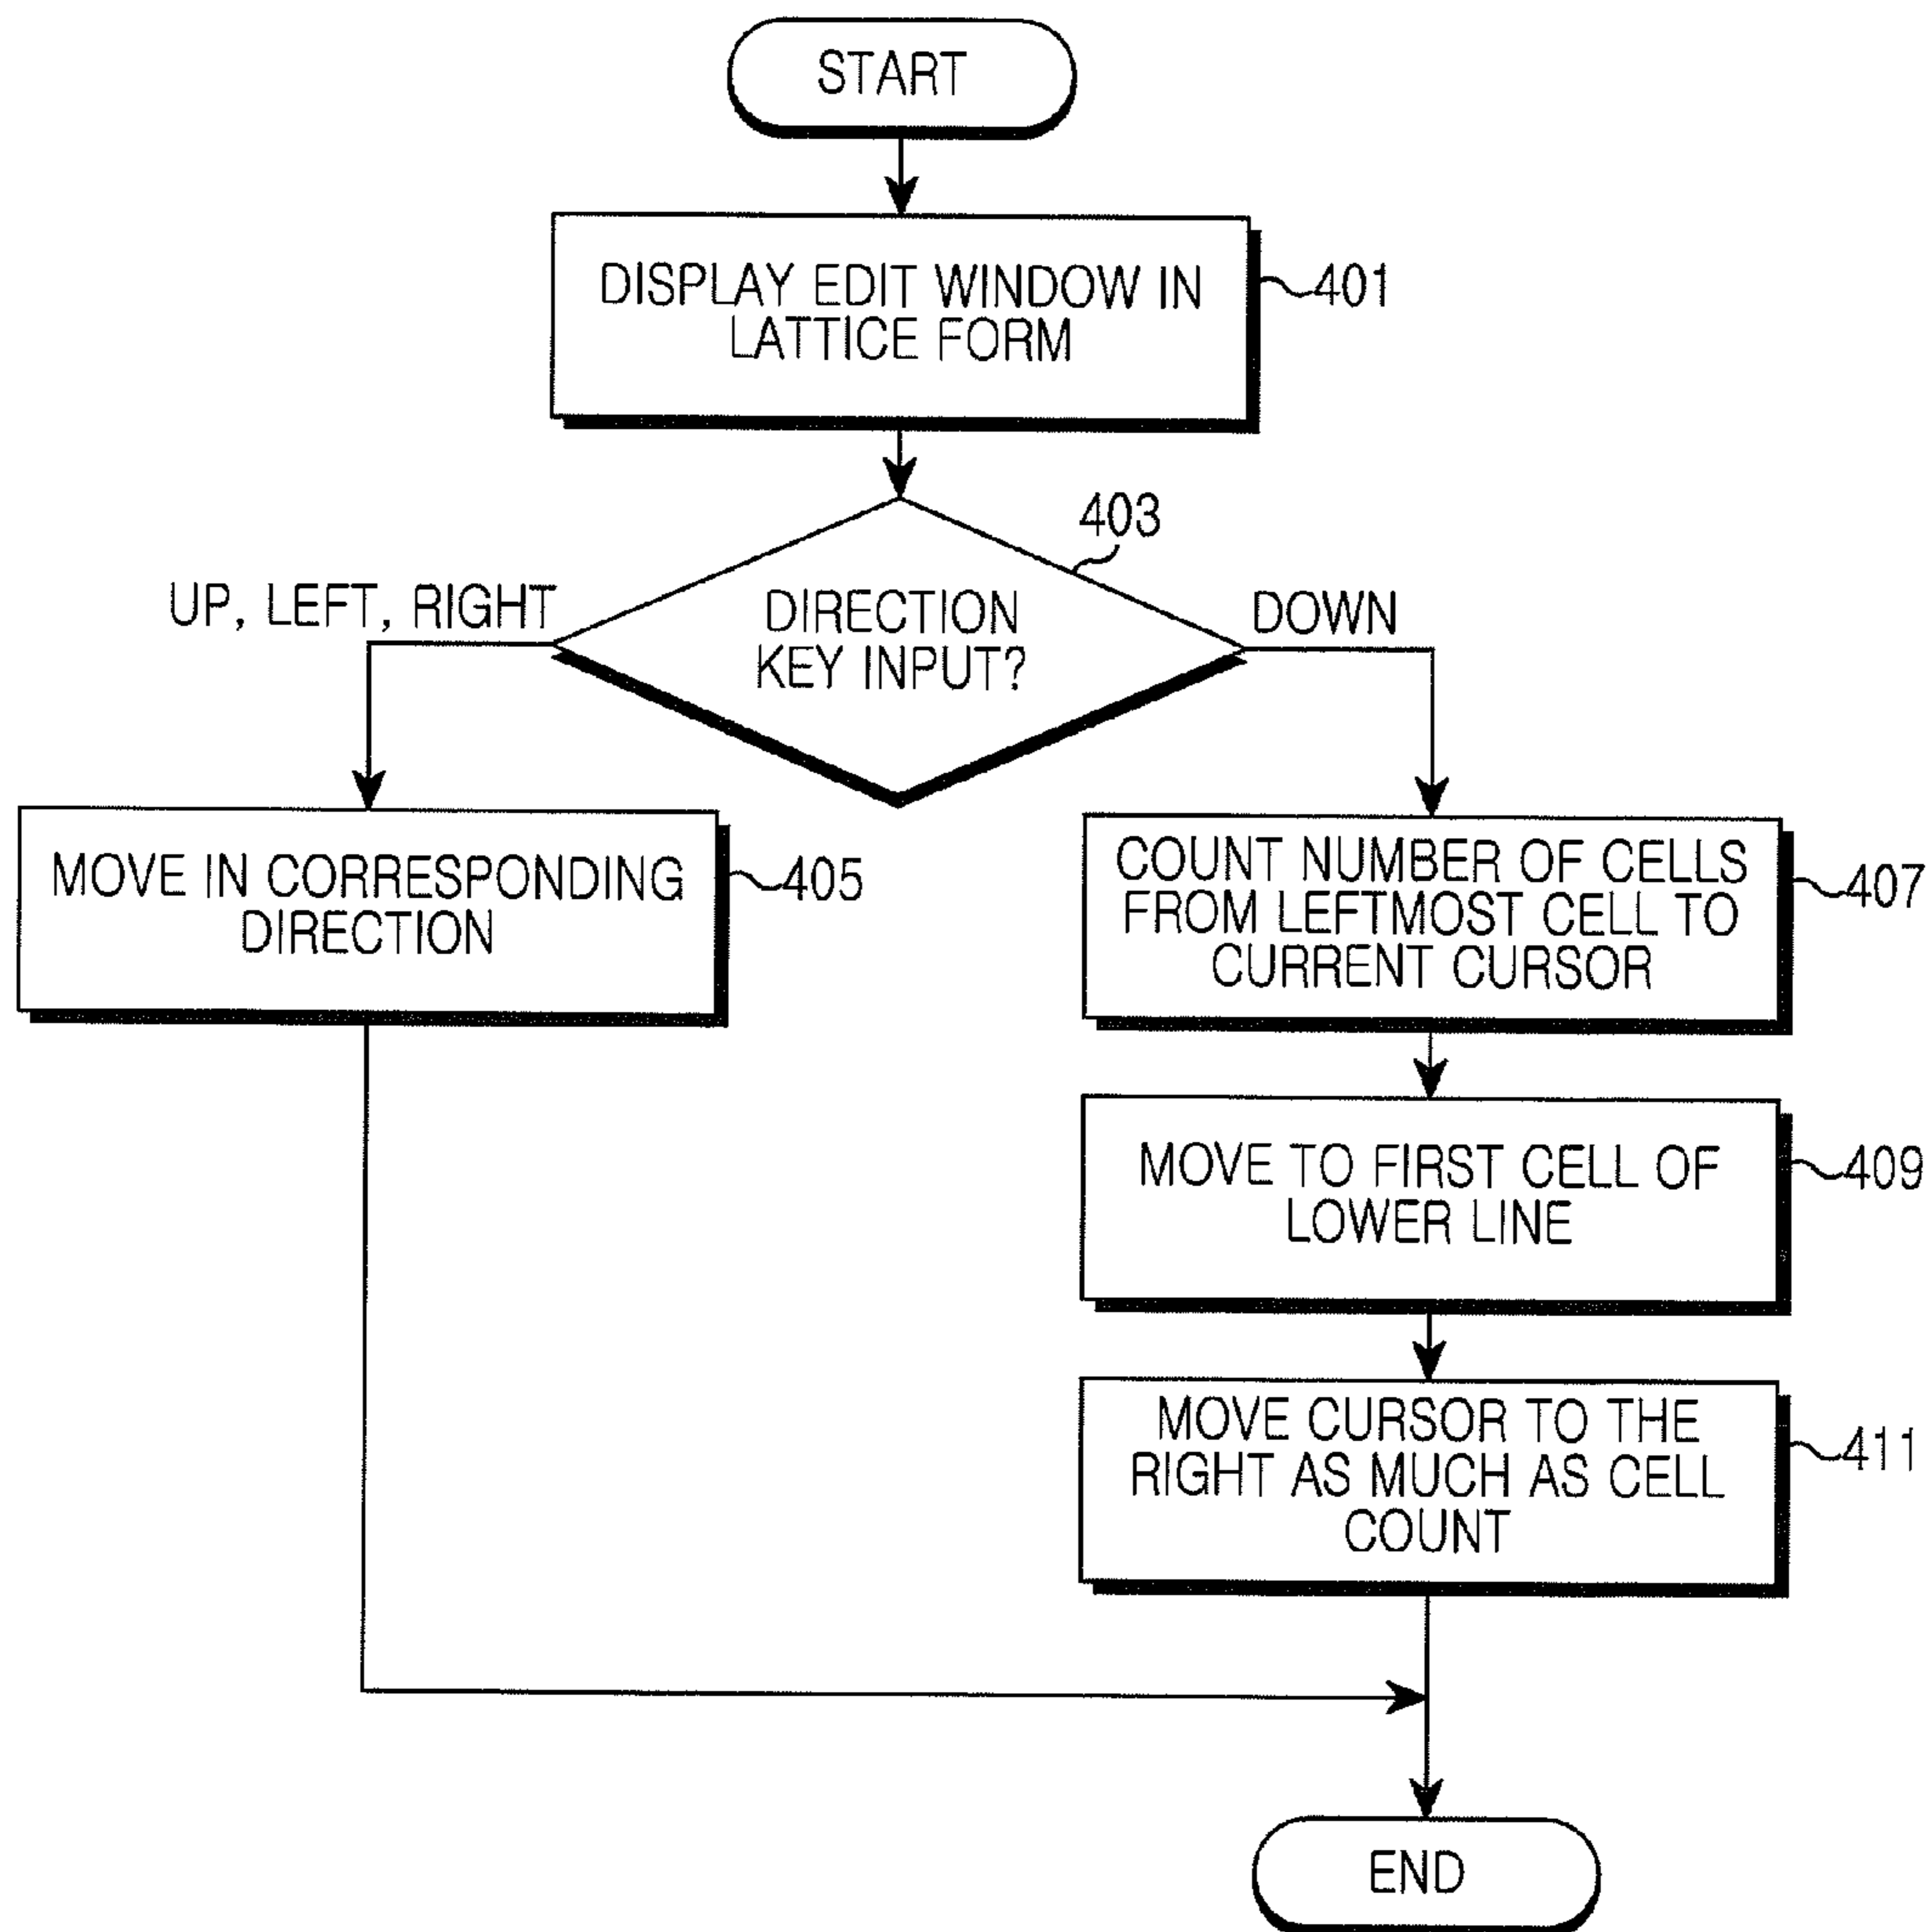 START
DISPLAY EDIT WINDOW IN
LATTICE FORM
401
403
UP, LEFT, RIGHT
DIRECTION
KEY INPUT?
DOWN
MOVE IN CORRESPONDING
DIRECTION
405
COUNT NUMBER OF CELLS
FROM LEFTMOST CELL TO
CURRENT CURSOR
407
MOVE TO FIRST CELL OF
LOWER LINE
409
MOVE CURSOR TO THE
RIGHT AS MUCH AS CELL
COUNT
411
END